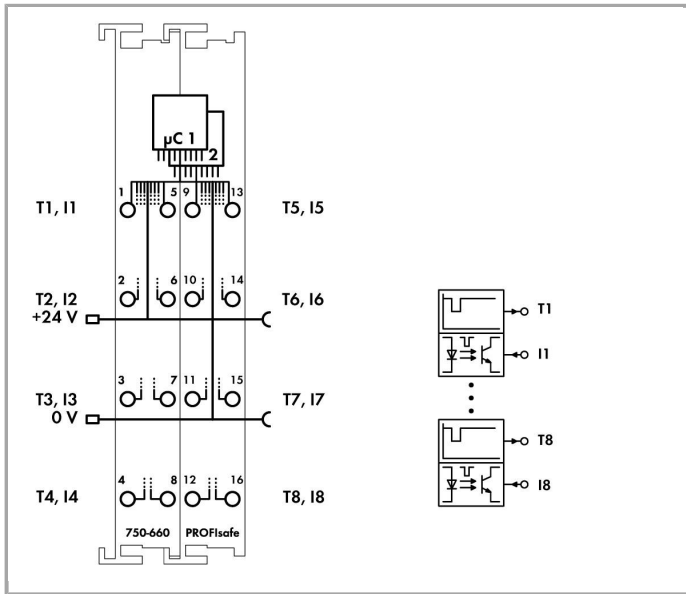 µC 1
2
1 5 9 13
T1, I1 T5, I5
2 6 10 14
T2, I2 T6, I6
+24 V
3 7 11 15
T3, I3 T7, I7
0 V
4 8 12 16
T4, I4 T8, I8
750-660 PROFIsafe
T1
I1
T8
I8